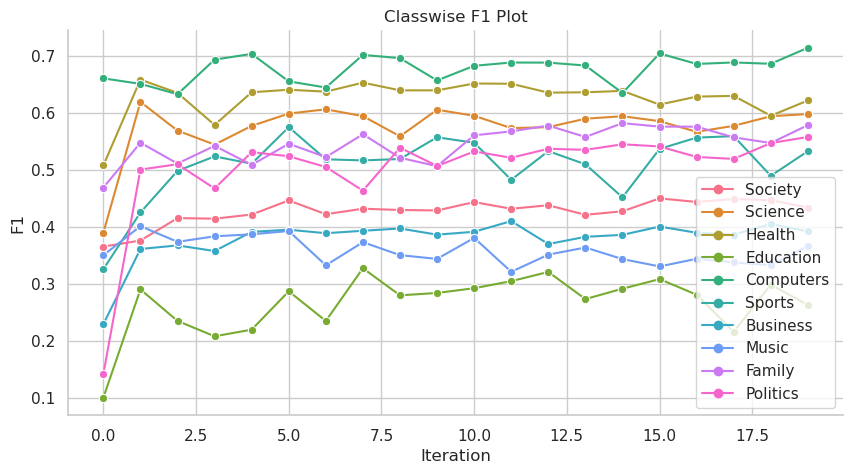 Classwise F1 Plot
F1
0.7
0.6
0.5
0.4
0.3
0.2
0.1
0.0
2.5
5.0
7.5
10.0
12.5
15.0
17.5
Iteration
Society
Science
Health
Education
Computers
Sports
Business
Music
Family
Politics